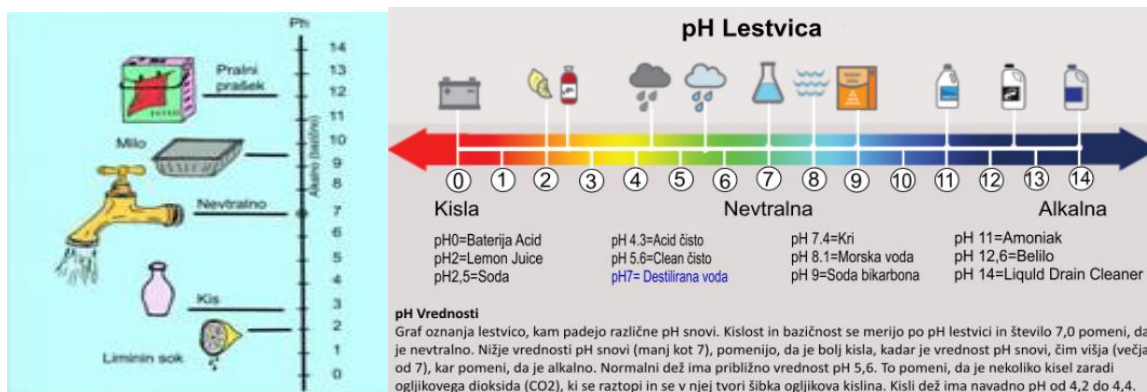 Ph
14
13
Pralni
prašek
12
11
10
Milo
9
Alkalno (bazično)
8
Nevtralno
7
6
5
4
Kis
3
2
1
Liminin sok
0
pH Lestvica
0 1 2 3 4 5 6 7 8 9 10 11 12 13 14
Kisla Nevtralna Alkalna
pH0=Baterija Acid pH 4.3=Acid čisto pH 7.4=Kri pH 11=Amoniak
pH2=Lemon Juice pH 5.6=Clean čisto pH 8.1=Morska voda pH 12,6=Belilo
pH2,5=Soda pH7= Destilirana voda pH 9=Soda bikarbona pH 14=Liquld Drain Cleaner
pH Vrednosti
Graf oznanja lestvico, kam padejo različne pH snovi. Kislost in bazičnost se merijo po pH lestvici in število 7,0 pomeni, da
je nevtralno. Nižje vrednosti pH snovi (manj kot 7), pomenijo, da je bolj kisla, kadar je vrednost pH snovi, čim višja (večja
od 7), kar pomeni, da je alkalno. Normalni dež ima približno vrednost pH 5,6. To pomeni, da je nekoliko kisel zaradi
ogljikovega dioksida (CO2), ki se raztopi in se v njej tvori šibka ogljikova kislina. Kisli dež ima navadno pH od 4,2 do 4,4.